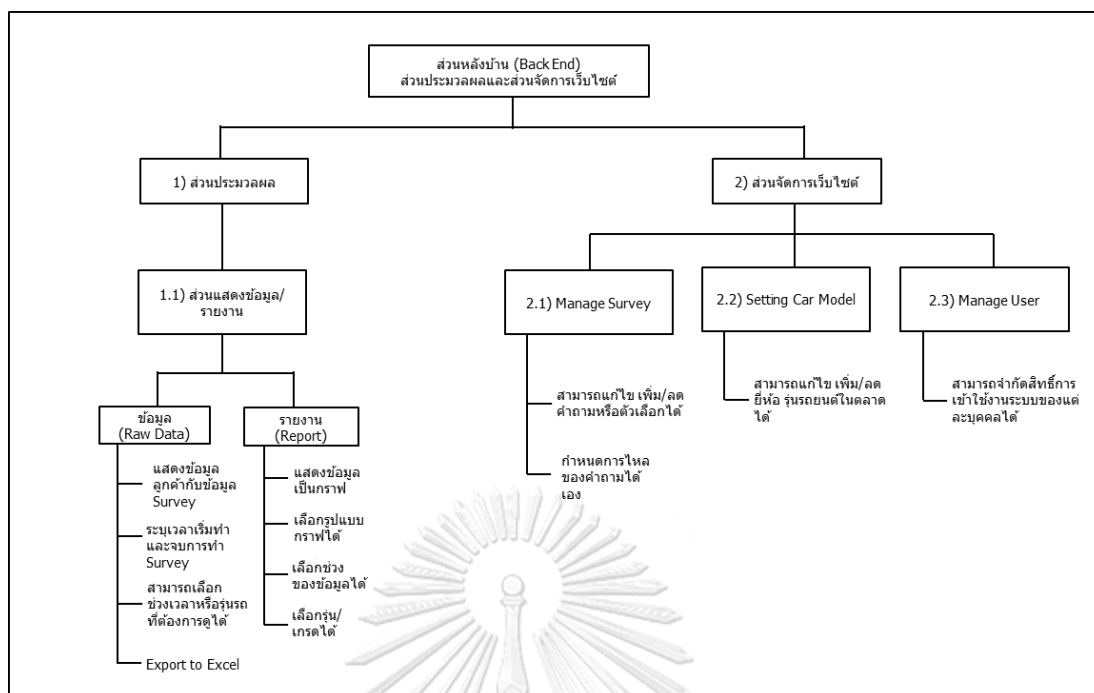 ส่วนหลังบ้าน (Back End)
ส่วนประมวลผลและส่วนจัดการเว็บไซต์
1) ส่วนประมวลผล
2) ส่วนจัดการเว็บไซต์
1.1) ส่วนแสดงข้อมูล/
รายงาน
2.1) Manage Survey
2.2) Setting Car Model
2.3) Manage User
ข้อมูล
(Raw Data)
รายงาน
(Report)
แสดงข้อมูล
ลูกค้ากับข้อมูล
Survey
ระบุเวลาเริ่มทำ
และจบการทำ
Survey
สามารถเลือก
ช่วงเวลาหรือรุ่นรถ
ที่ต้องการดูได้
Export to Excel
แสดงข้อมูล
เป็นกราฟ
เลือกรูปแบบ
กราฟได้
เลือกช่วง
ของข้อมูลได้
เลือกรุ่น/
เกรดได้
สามารถแก้ไข เพิ่ม/ลด
คำถามหรือตัวเลือกได้
กำหนดการไหล
ของคำถามได้
เอง
สามารถแก้ไข เพิ่ม/ลด
ยี่ห้อ รุ่นรถยนต์ในตลาด
ได้
สามารถจำกัดสิทธิ์การ
เข้าใช้งานระบบของแต่
ละบุคคลได้